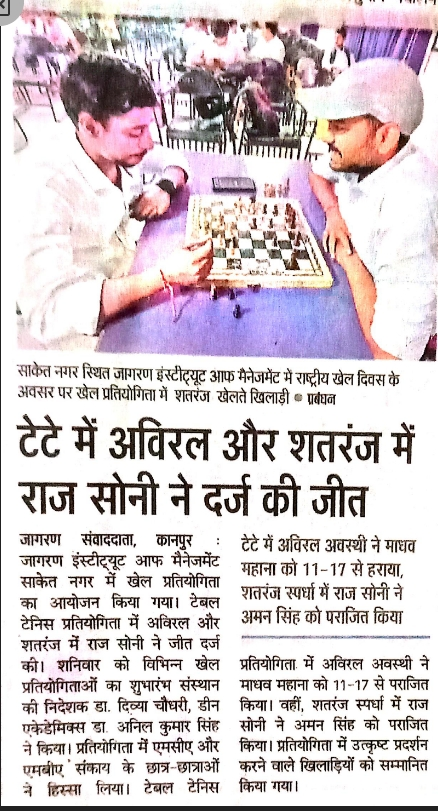 साकेत नगर स्थित जागरण इंस्टीट्यूट आफ मैनेजमेंट में राष्ट्रीय खेल दिवस के
अवसर पर खेल प्रतियोगिता में शतरंज खेलते खिलाड़ी ● प्रबंधन
टेटे में अविरल और शतरंज में
राज सोनी ने दर्ज की जीत
जागरण संवाददाता, कानपुर :
जागरण इंस्टीट्यूट आफ मैनेजमेंट
साकेत नगर में खेल प्रतियोगिता
का आयोजन किया गया। टेबल
टेनिस प्रतियोगिता में अविरल और
शतरंज में राज सोनी ने जीत दर्ज
की। शनिवार को विभिन्न खेल
प्रतियोगिताओं का शुभारंभ संस्थान
की निदेशक डा. दिव्या चौधरी, डीन
एकेडेमिक्स डा. अनिल कुमार सिंह
ने किया। प्रतियोगिता में एमसीए और
एमबीए संकाय के छात्र-छात्राओं
ने हिस्सा लिया। टेबल टेनिस
टेटे में अविरल अवस्थी ने माधव
महाना को 11-17 से हराया,
शतरंज स्पर्धा में राज सोनी ने
अमन सिंह को पराजित किया
प्रतियोगिता में अविरल अवस्थी ने
माधव महाना को 11-17 से पराजित
किया। वहीं, शतरंज स्पर्धा में राज
सोनी ने अमन सिंह को पराजित
किया। प्रतियोगिता में उत्कृष्ट प्रदर्शन
करने वाले खिलाड़ियों को सम्मानित
किया गया।